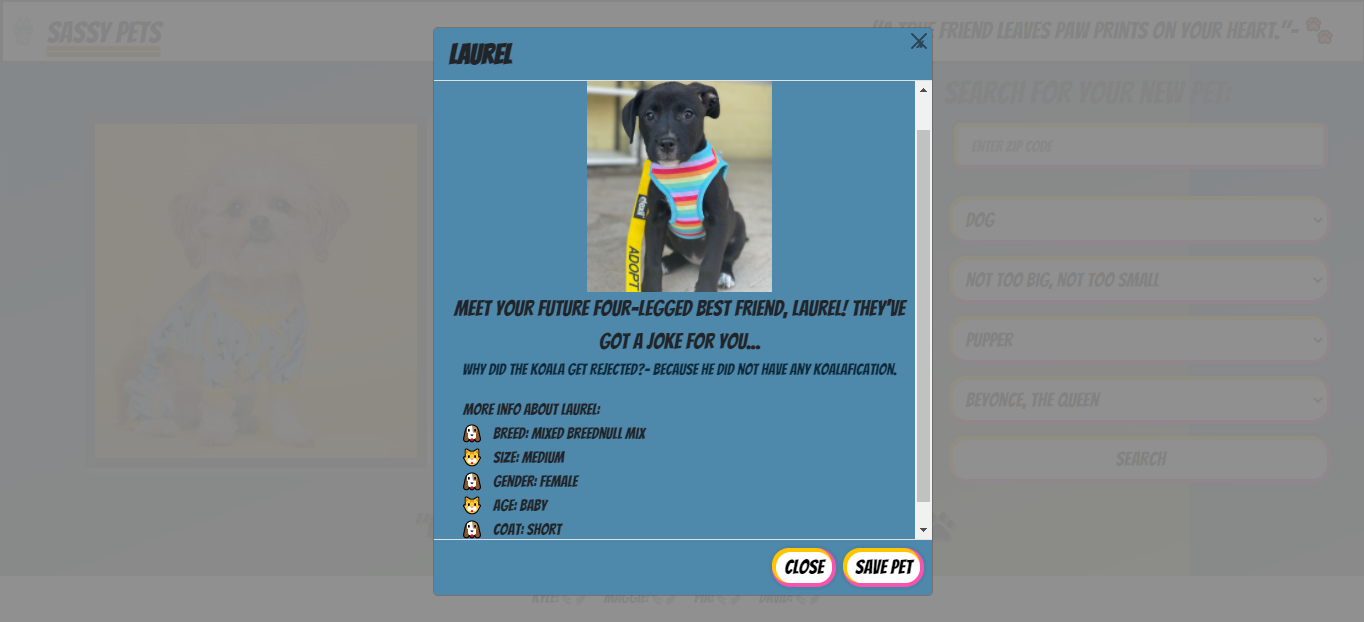 SASSY PETS
"A TRUE FRIEND LEAVES PAW PRINTS ON YOUR HEART."-
LAUREL
ADOPT
MEET YOUR FUTURE FOUR-LEGGED BEST FRIEND, LAUREL! THEY'VE
GOT A JOKE FOR YOU...
WHY DID THE KOALA GET REJECTED?- BECAUSE HE DID NOT HAVE ANY KOALAFICATION.
MORE INFO ABOUT LAUREL:
BREED: MIXED BREEDNULL MIX
SIZE: MEDIUM
GENDER: FEMALE
AGE: BABY
COAT: SHORT
CLOSE
SAVE PET
SEARCH FOR YOUR NEW PET:
ENTER ZIP CODE
DOG
NOT TOO BIG, NOT TOO SMALL
PUPPER
BEYONCE, THE QUEEN
SEARCH
KYLE:
MAGGIE: